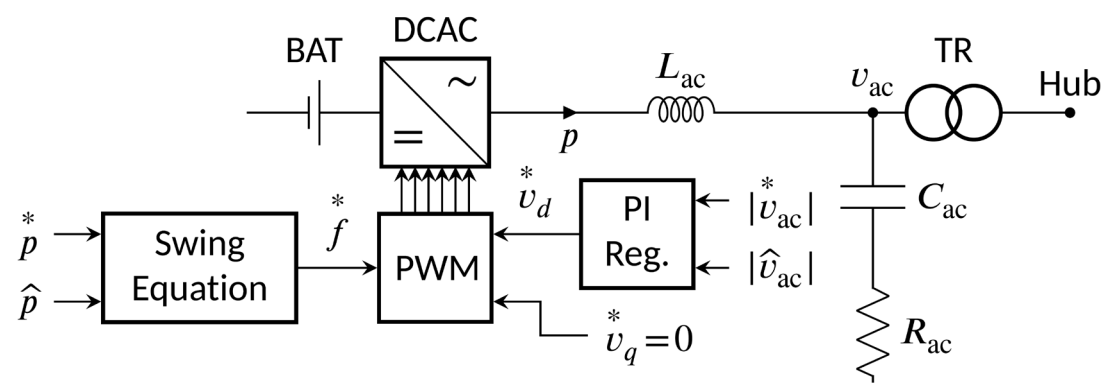 DCAC
BAT
TR
L_ac
v_ac
Hub
~
=
p
C_ac
*
v_d
PI
Reg.
|*v_ac|
|v̂_ac|
*
p
p̂
Swing
Equation
*
f
PWM
*
v_q=0
R_ac